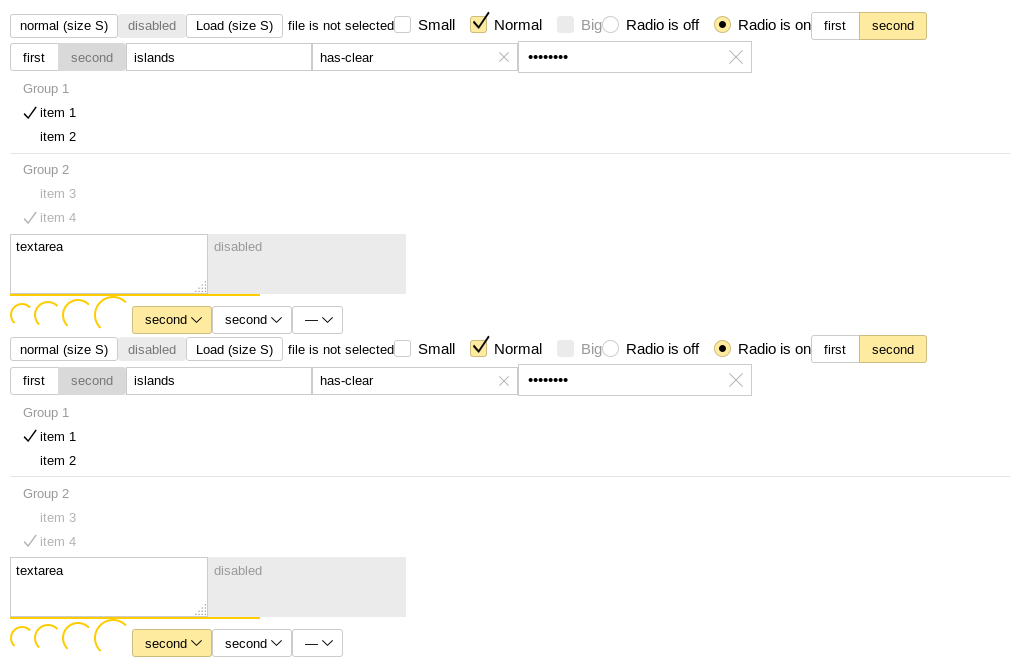 normal (size S) disabled Load (size S) file is not selected Small Normal Big Radio is off Radio is on first second
first second islands has-clear ••••••••
Group 1
item 1
item 2
Group 2
item 3
item 4
textarea disabled
second second —
normal (size S) disabled Load (size S) file is not selected Small Normal Big Radio is off Radio is on first second
first second islands has-clear ••••••••
Group 1
item 1
item 2
Group 2
item 3
item 4
textarea disabled
second second —